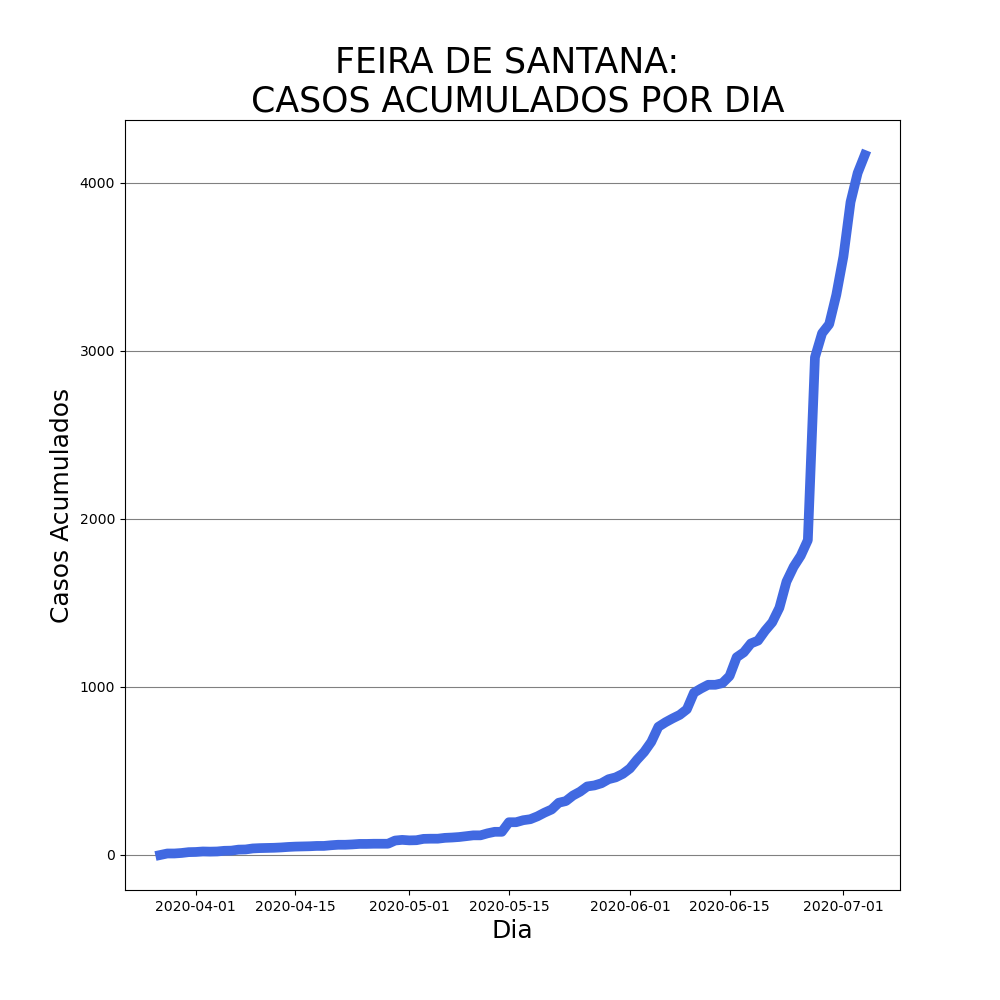 FEIRA DE SANTANA:
CASOS ACUMULADOS POR DIA
Casos Acumulados
4000
3000
2000
1000
0
2020-04-01 2020-04-15 2020-05-01 2020-05-15 2020-06-01 2020-06-15 2020-07-01
Dia